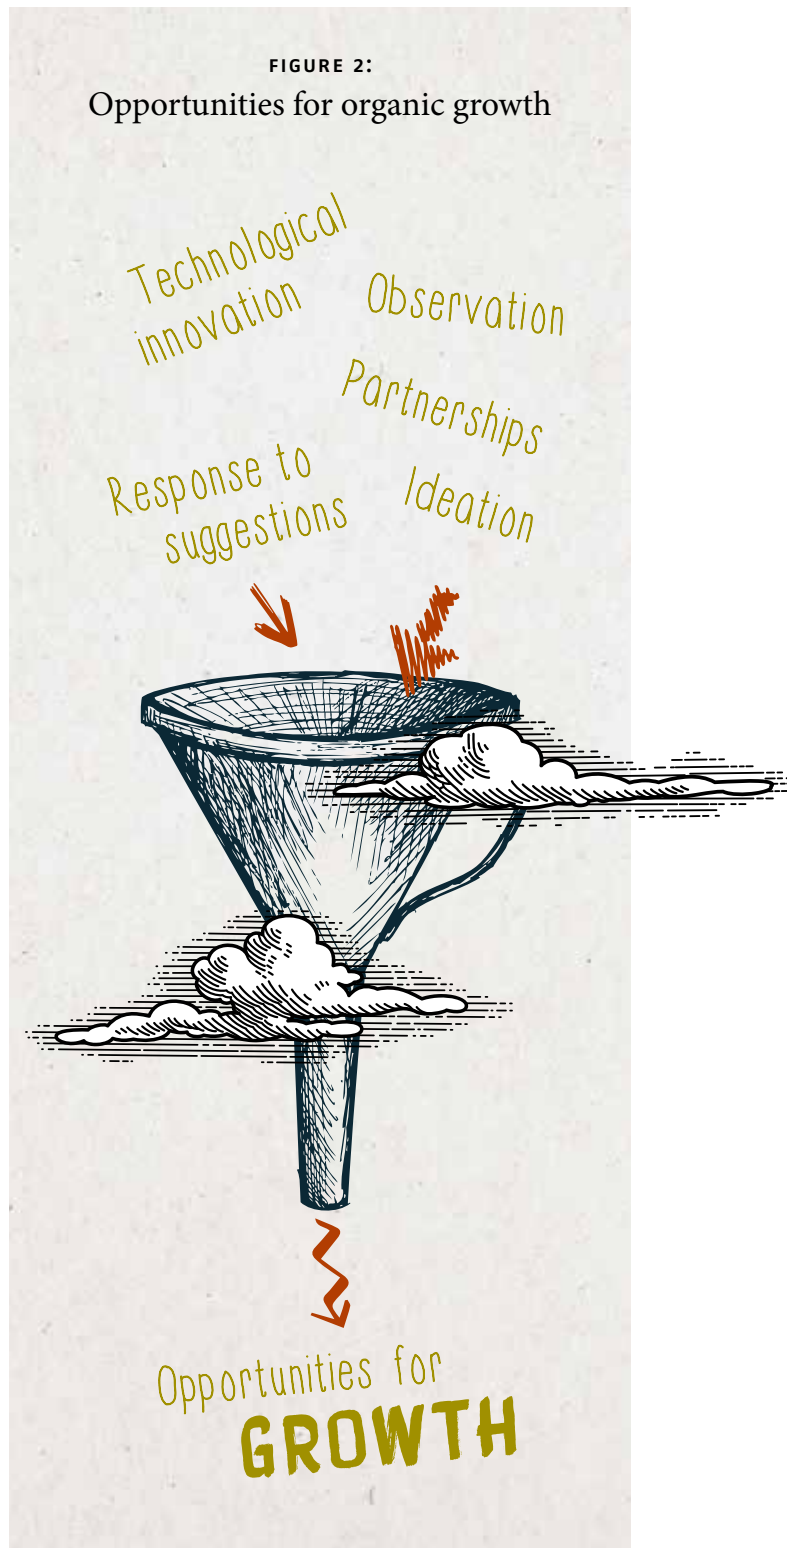 FIGURE 2:
Opportunities for organic growth
Technological
innovation
Observation
Partnerships
Response to
suggestions
Ideation
Opportunities for
GROWTH